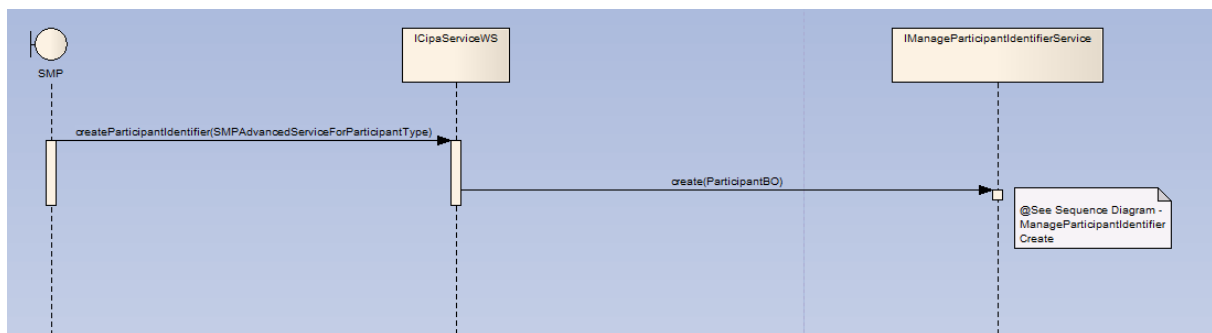 ICipaServiceWS
IManageParticipantIdentifierService
SMP
createParticipantIdentifier(SMPAdvancedServiceForParticipantType)
create(ParticipantBO)
@See Sequence Diagram -
ManageParticipantIdentifier
Create